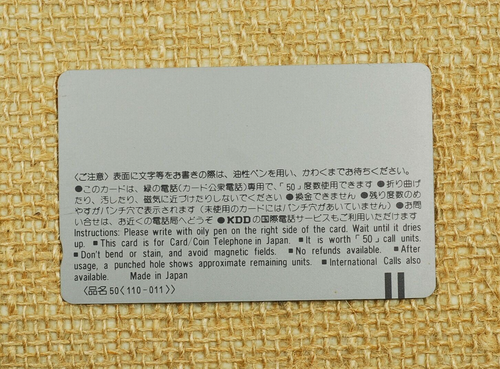 〈ご注意〉表面に文字等をお書きの際は、油性ペンを用い、かわくまでお待ちください。
●このカードは、緑の電話(カード公衆電話)専用で、「50」度数使用できます ●折り曲げ
たり、汚したり、磁気に近づけたりしないでください ●換金できません ●残り度数のめ
やすがパンチ穴で表示されます (未使用のカードにはパンチ穴があいていません) ●お問
い合せは、お近くの電話局へどうぞ ●KDDの国際電話サービスもご利用いただけます
Instructions: Please write with oily pen on the right side of the card. Wait until it dries
up. ■This card is for Card/Coin Telephone in Japan. ■It is worth「50」call units.
■Don't bend or stain, and avoid magnetic fields. ■No refunds available. ■After
usage, a punched hole shows approximate remaining units. ■International Calls also
available. Made in Japan
〈品名50〈110-011〉〉